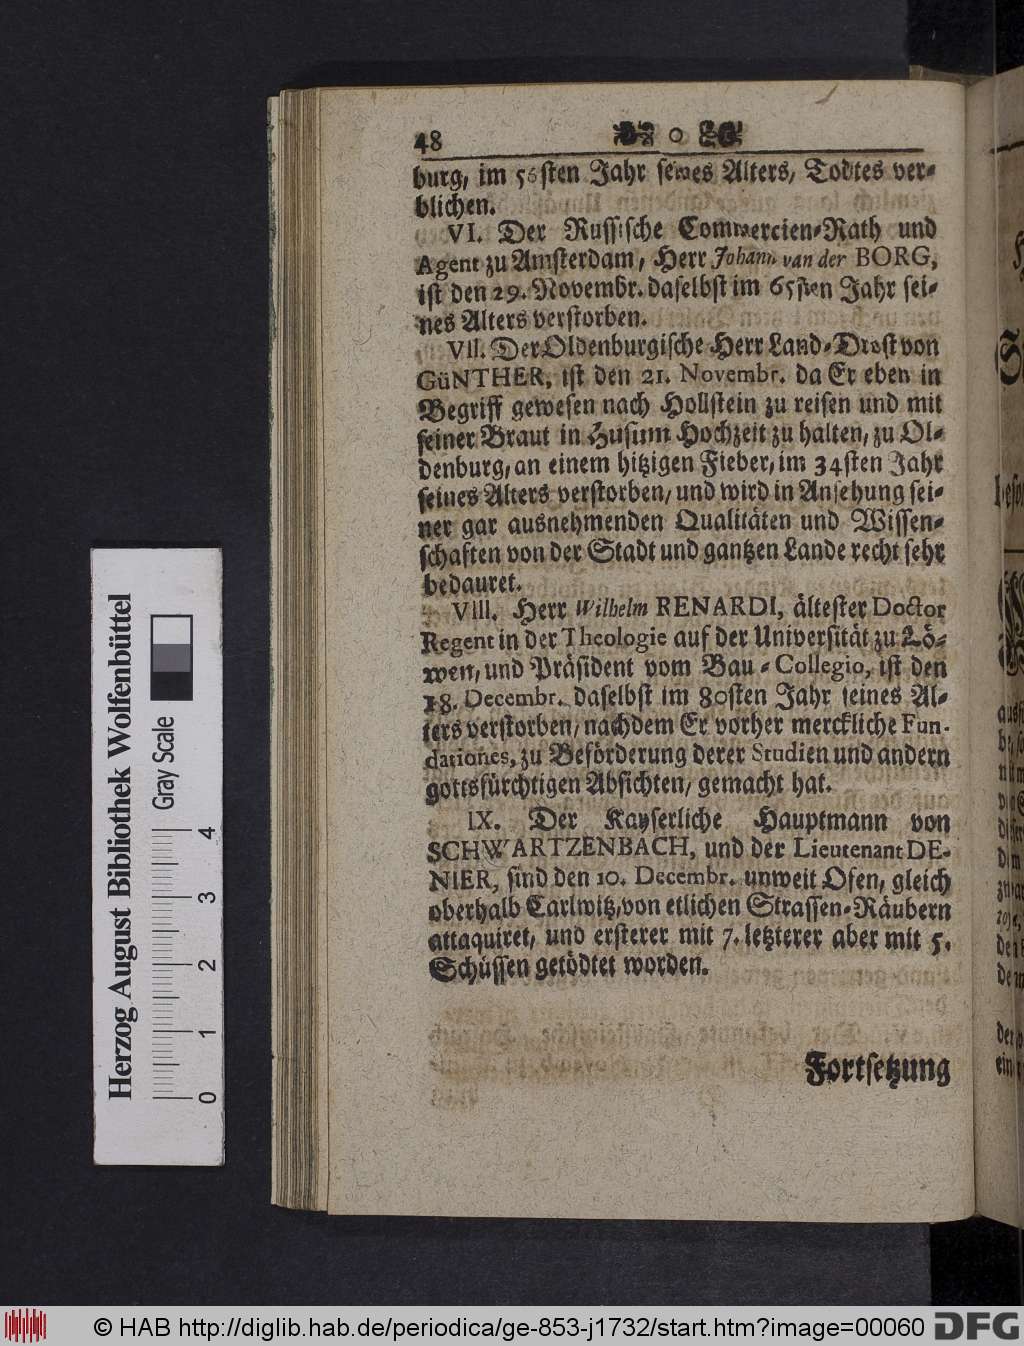 48 o
burg, im 56sten Jahr seines Alters, Todtes ver-
blichen.
VI. Der Russische Commercien-Rath und
Agent zu Amsterdam, Herr Johann van der BORG,
ist den 29. Novembr. daselbst im 65sten Jahr sei-
nes Alters verstorben.
VII. Der Oldenburgische Herr Land-Drost von
GüNTHER, ist den 21. Novembr. da Er eben in
Begriff gewesen nach Hollstein zu reisen und mit
seiner Braut in Husum Hochzeit zu halten, zu Ol-
denburg, an einem hitzigen Fieber, im 34sten Jahr
seines Alters verstorben, und wird in Ansehung sei-
ner gar ausnehmenden Qualitäten und Wissen-
schaften von der Stadt und gantzen Lande recht sehr
bedauret.
VIII. Herr Wilhelm RENARDI, ältester Doctor
Regent in der Theologie auf der Universität zu Lö-
wen, und Präsident vom Bau-Collegio, ist den
18. Decembr. daselbst im 80sten Jahr seines Al-
ters verstorben, nachdem Er vorher merckliche Fun-
dationes, zu Beförderung derer Studien und andern
gottsfürchtigen Absichten, gemacht hat.
IX. Der Kayserliche Hauptmann von
SCHWARTZENBACH, und der Lieutenant DE-
NIER, sind den 10. Decembr. unweit Ofen, gleich
oberhalb Carlwitz, von etlichen Strassen-Räubern
attaquiret, und ersterer mit 7. letzterer aber mit 5.
Schüssen getödtet worden.
Fortsetzung
Herzog August Bibliothek Wolfenbüttel
Gray Scale
0 1 2 3 4
© HAB http://diglib.hab.de/periodica/ge-853-j1732/start.htm?image=00060 DFG